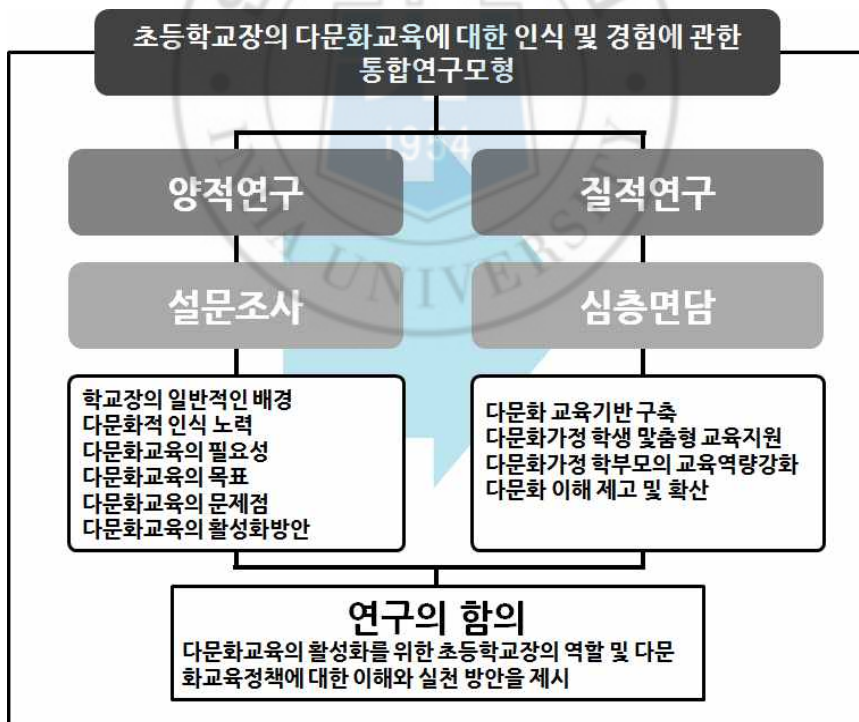 초등학교장의 다문화교육에 대한 인식 및 경험에 관한
통합연구모형
1954
INHA UNIVERSITY
양적연구
질적연구
설문조사
심층면담
학교장의 일반적인 배경
다문화적 인식 노력
다문화교육의 필요성
다문화교육의 목표
다문화교육의 문제점
다문화교육의 활성화방안
다문화 교육기반 구축
다문화가정 학생 맟춤형 교육지원
다문화가정 학부모의 교육역량강화
다문화 이해 제고 및 확산
연구의 함의
다문화교육의 활성화를 위한 초등학교장의 역할 및 다문
화교육정책에 대한 이해와 실천 방안을 제시